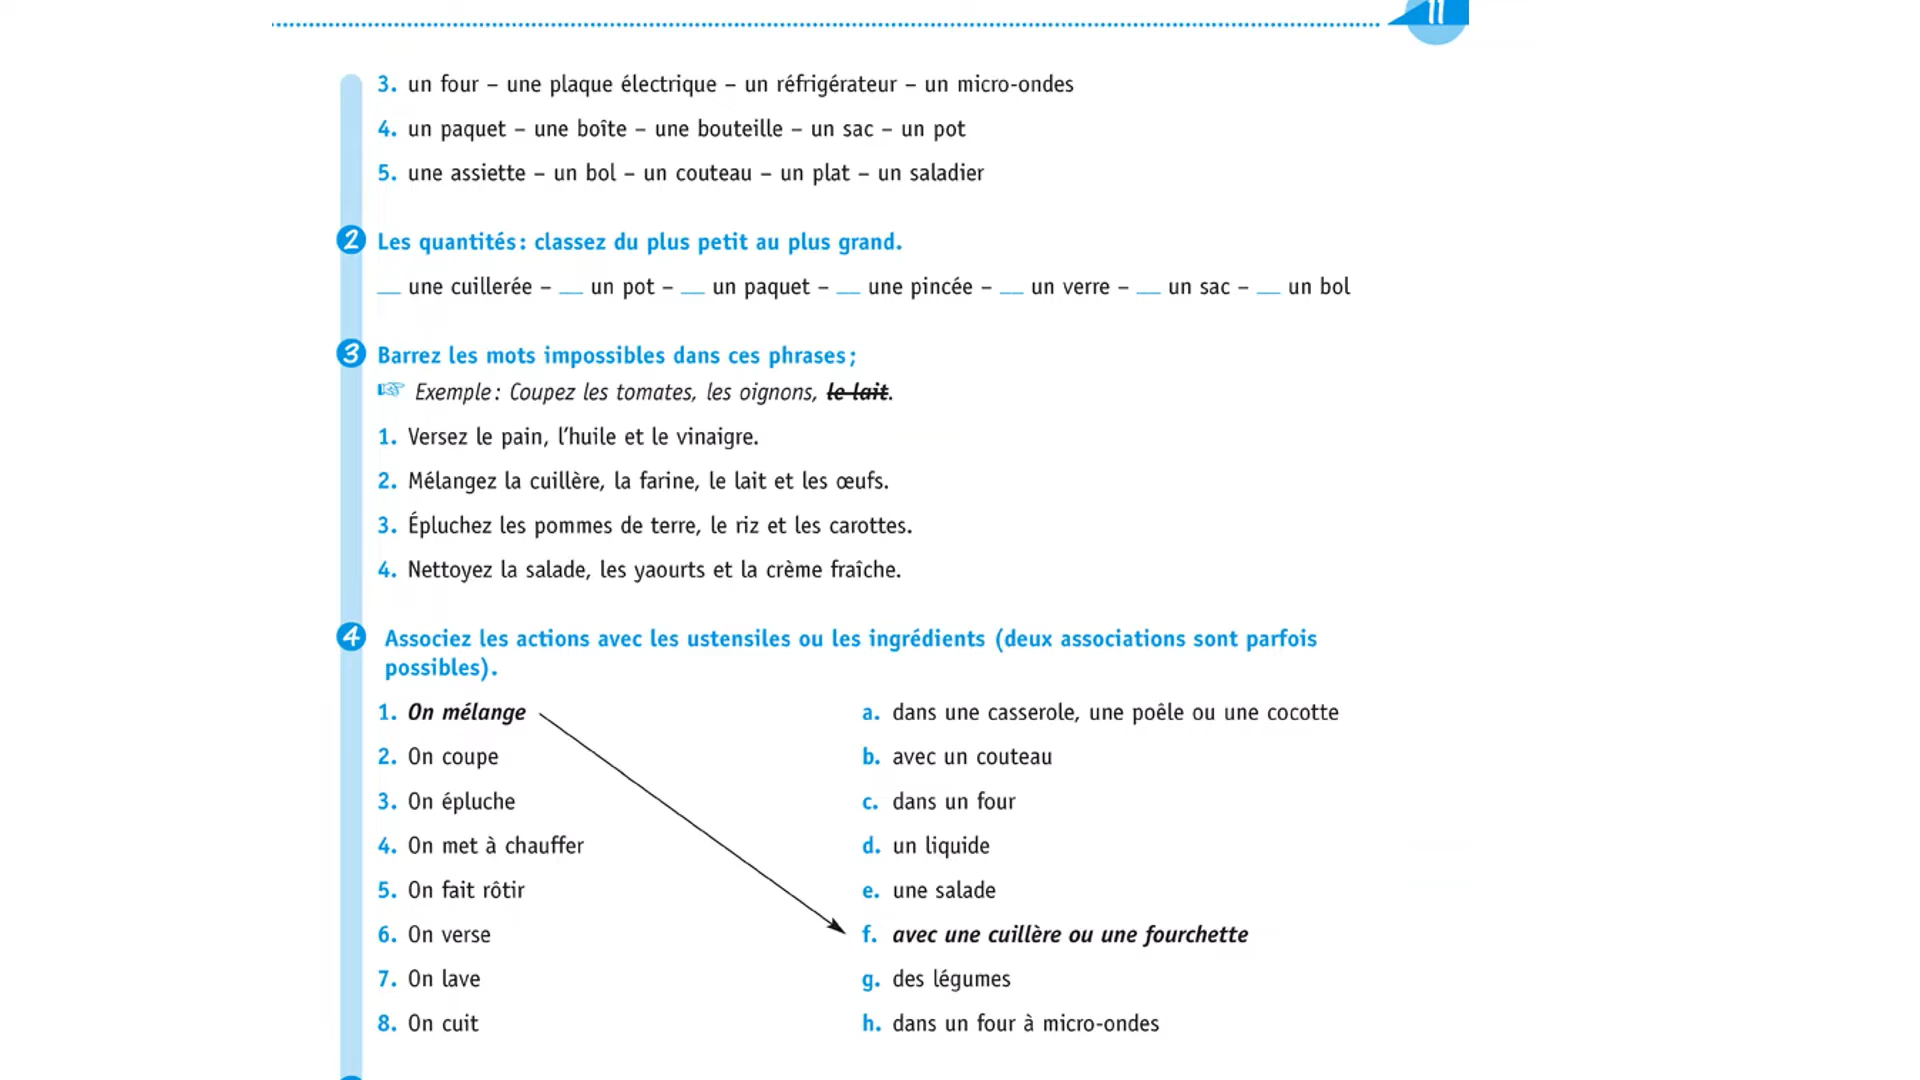 11
3. un four – une plaque électrique – un réfrigérateur – un micro-ondes
4. un paquet – une boîte – une bouteille – un sac – un pot
5. une assiette – un bol – un couteau – un plat – un saladier
2 Les quantités : classez du plus petit au plus grand.
__ une cuillerée – __ un pot – __ un paquet – __ une pincée – __ un verre – __ un sac – __ un bol
3 Barrez les mots impossibles dans ces phrases ;
☞ Exemple : Coupez les tomates, les oignons, le lait.
1. Versez le pain, l’huile et le vinaigre.
2. Mélangez la cuillère, la farine, le lait et les œufs.
3. Épluchez les pommes de terre, le riz et les carottes.
4. Nettoyez la salade, les yaourts et la crème fraîche.
4 Associez les actions avec les ustensiles ou les ingrédients (deux associations sont parfois
possibles).
1. On mélange
2. On coupe
3. On épluche
4. On met à chauffer
5. On fait rôtir
6. On verse
7. On lave
8. On cuit
a. dans une casserole, une poêle ou une cocotte
b. avec un couteau
c. dans un four
d. un liquide
e. une salade
f. avec une cuillère ou une fourchette
g. des légumes
h. dans un four à micro-ondes